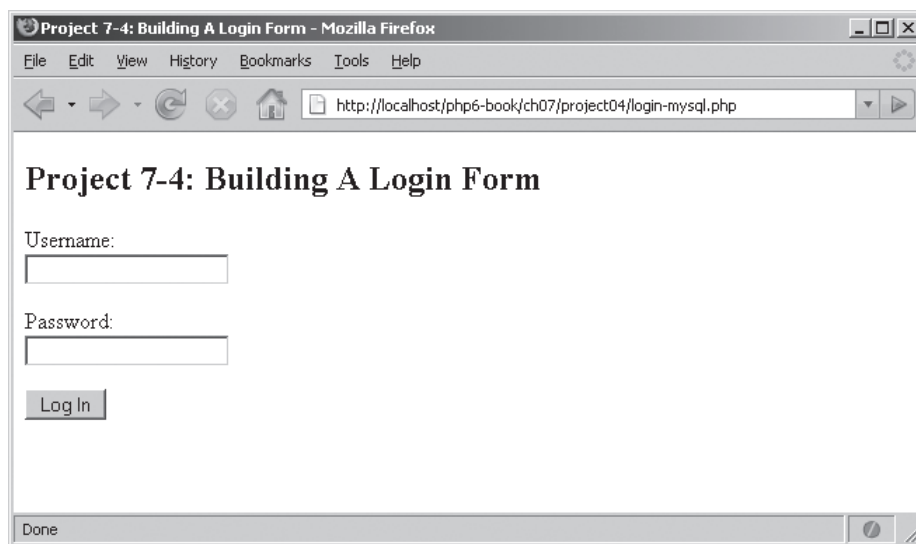 Project 7-4: Building A Login Form - Mozilla Firefox
File Edit View History Bookmarks Tools Help
http://localhost/php6-book/ch07/project04/login-mysql.php
Project 7-4: Building A Login Form
Username:
Password:
Log In
Done